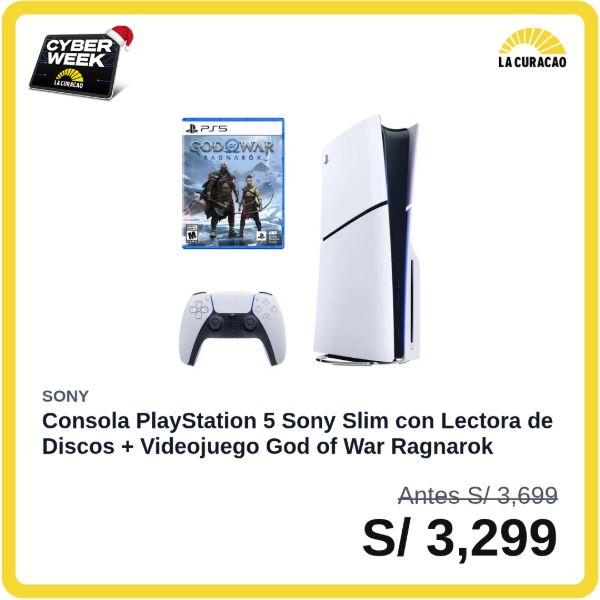 CYBER
WEEK
LA CURACAO
LA CURACAO
PS5
GOD OF WAR
RAGNARÖK
M
SONY
Consola PlayStation 5 Sony Slim con Lectora de
Discos + Videojuego God of War Ragnarok
Antes S/ 3,699
S/ 3,299